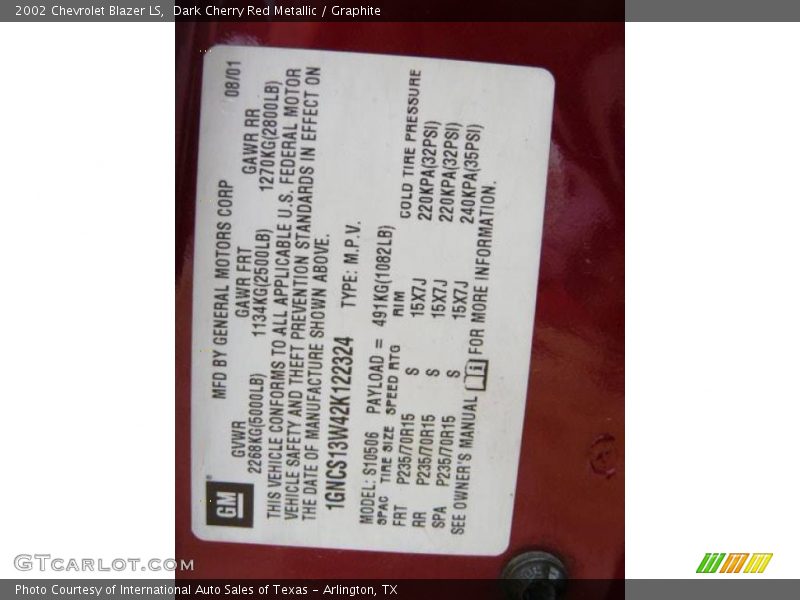 2002 Chevrolet Blazer LS, Dark Cherry Red Metallic / Graphite
GM
MFD BY GENERAL MOTORS CORP 08/01
GVWR GAWR FRT GAWR RR
2268KG(5000LB) 1134KG(2500LB) 1270KG(2800LB)
THIS VEHICLE CONFORMS TO ALL APPLICABLE U.S. FEDERAL MOTOR
VEHICLE SAFETY AND THEFT PREVENTION STANDARDS IN EFFECT ON
THE DATE OF MANUFACTURE SHOWN ABOVE.
1GNCS13W42K122324 TYPE: M.P.V.
MODEL: S10506 PAYLOAD = 491KG(1082LB)
SPAC TIRE SIZE SPEED RTG RIM COLD TIRE PRESSURE
FRT P235/70R15 S 15X7J 220KPA(32PSI)
RR P235/70R15 S 15X7J 220KPA(32PSI)
SPA P235/70R15 S 15X7J 240KPA(35PSI)
SEE OWNER'S MANUAL FOR MORE INFORMATION.
GTCarLot.com
Photo Courtesy of International Auto Sales of Texas - Arlington, TX